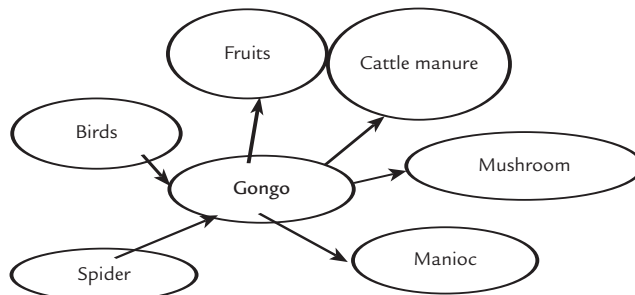 Fruits
Cattle manure
Birds
Mushroom
Gongo
Manioc
Spider